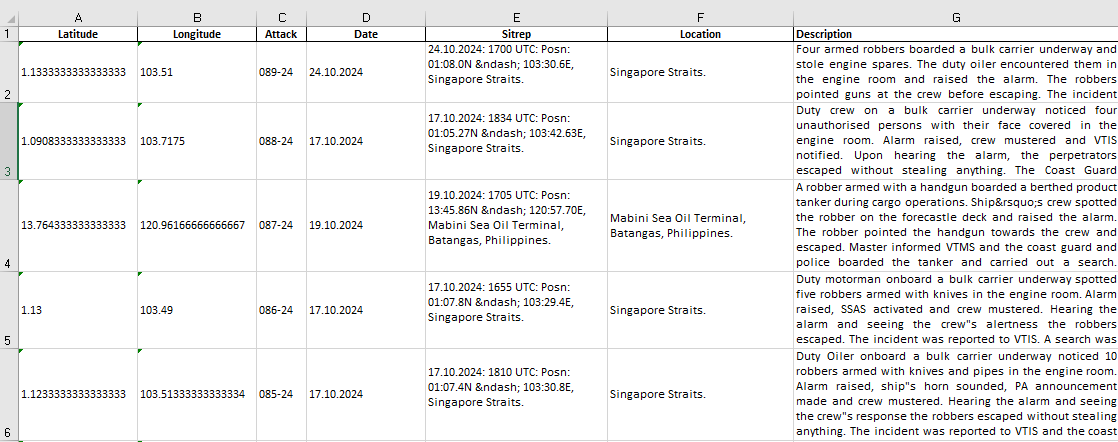 A B C D E F G
1 Latitude Longitude Attack Date Sitrep Location Description
2 1.1333333333333333 103.51 089-24 24.10.2024
24.10.2024: 1700 UTC: Posn:
01:08.0N &ndash; 103:30.6E,
Singapore Straits.
Singapore Straits.
Four armed robbers boarded a bulk carrier underway and
stole engine spares. The duty oiler encountered them in
the engine room and raised the alarm. The robbers
pointed guns at the crew before escaping. The incident
3 1.0908333333333333 103.7175 088-24 17.10.2024
17.10.2024: 1834 UTC: Posn:
01:05.27N &ndash; 103:42.63E,
Singapore Straits.
Singapore Straits.
Duty crew on a bulk carrier underway noticed four
unauthorised persons with their face covered in the
engine room. Alarm raised, crew mustered and VTIS
notified. Upon hearing the alarm, the perpetrators
escaped without stealing anything. The Coast Guard
4 13.764333333333333 120.96166666666667 087-24 19.10.2024
19.10.2024: 1705 UTC: Posn:
13:45.86N &ndash; 120:57.70E,
Mabini Sea Oil Terminal,
Batangas, Philippines.
Mabini Sea Oil Terminal,
Batangas, Philippines.
A robber armed with a handgun boarded a berthed product
tanker during cargo operations. Ship&rsquo;s crew spotted
the robber on the forecastle deck and raised the alarm.
The robber pointed the handgun towards the crew and
escaped. Master informed VTMS and the coast guard and
police boarded the tanker and carried out a search.
5 1.13 103.49 086-24 17.10.2024
17.10.2024: 1655 UTC: Posn:
01:07.8N &ndash; 103:29.4E,
Singapore Straits.
Singapore Straits.
Duty motorman onboard a bulk carrier underway spotted
five robbers armed with knives in the engine room. Alarm
raised, SSAS activated and crew mustered. Hearing the
alarm and seeing the crew"s alertness the robbers
escaped. The incident was reported to VTIS. A search was
6 1.1233333333333333 103.51333333333334 085-24 17.10.2024
17.10.2024: 1810 UTC: Posn:
01:07.4N &ndash; 103:30.8E,
Singapore Straits.
Singapore Straits.
Duty Oiler onboard a bulk carrier underway noticed 10
robbers armed with knives and pipes in the engine room.
Alarm raised, ship"s horn sounded, PA announcement
made and crew mustered. Hearing the alarm and seeing
the crew"s response the robbers escaped without stealing
anything. The incident was reported to VTIS and the coast